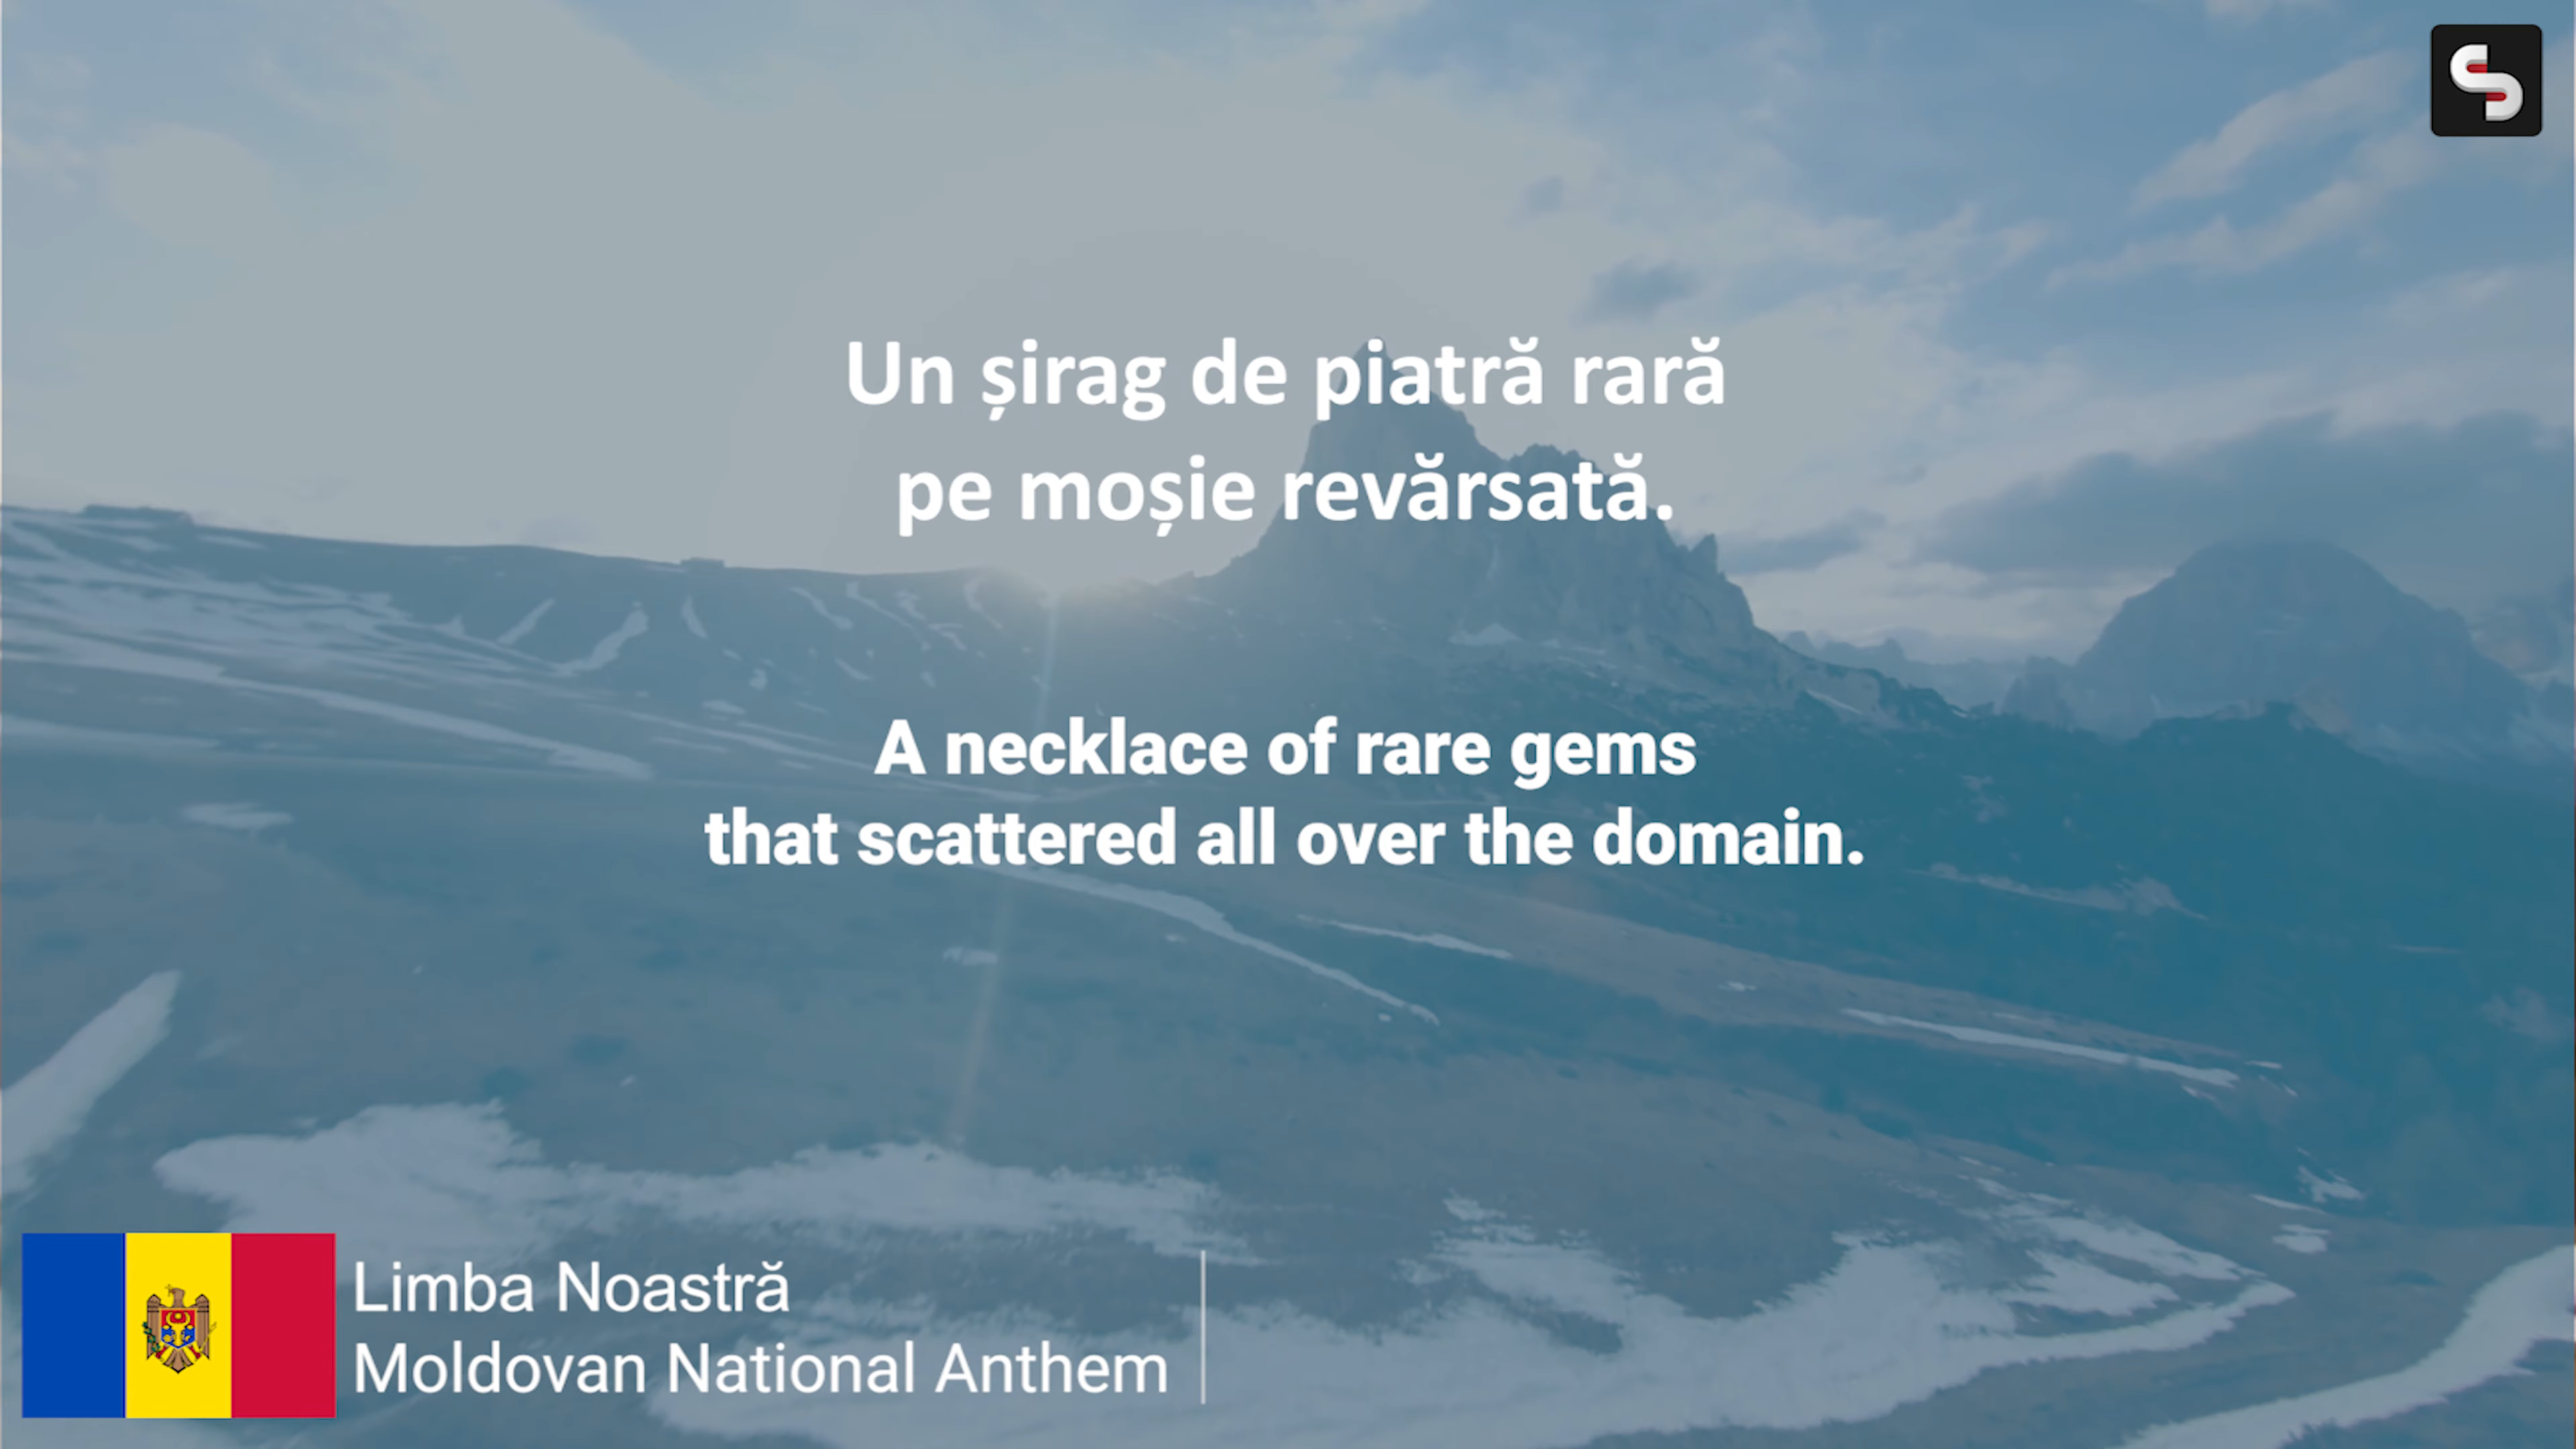 Un șirag de piatră rară
pe moșie revărsată.
A necklace of rare gems
that scattered all over the domain.
Limba Noastră
Moldovan National Anthem